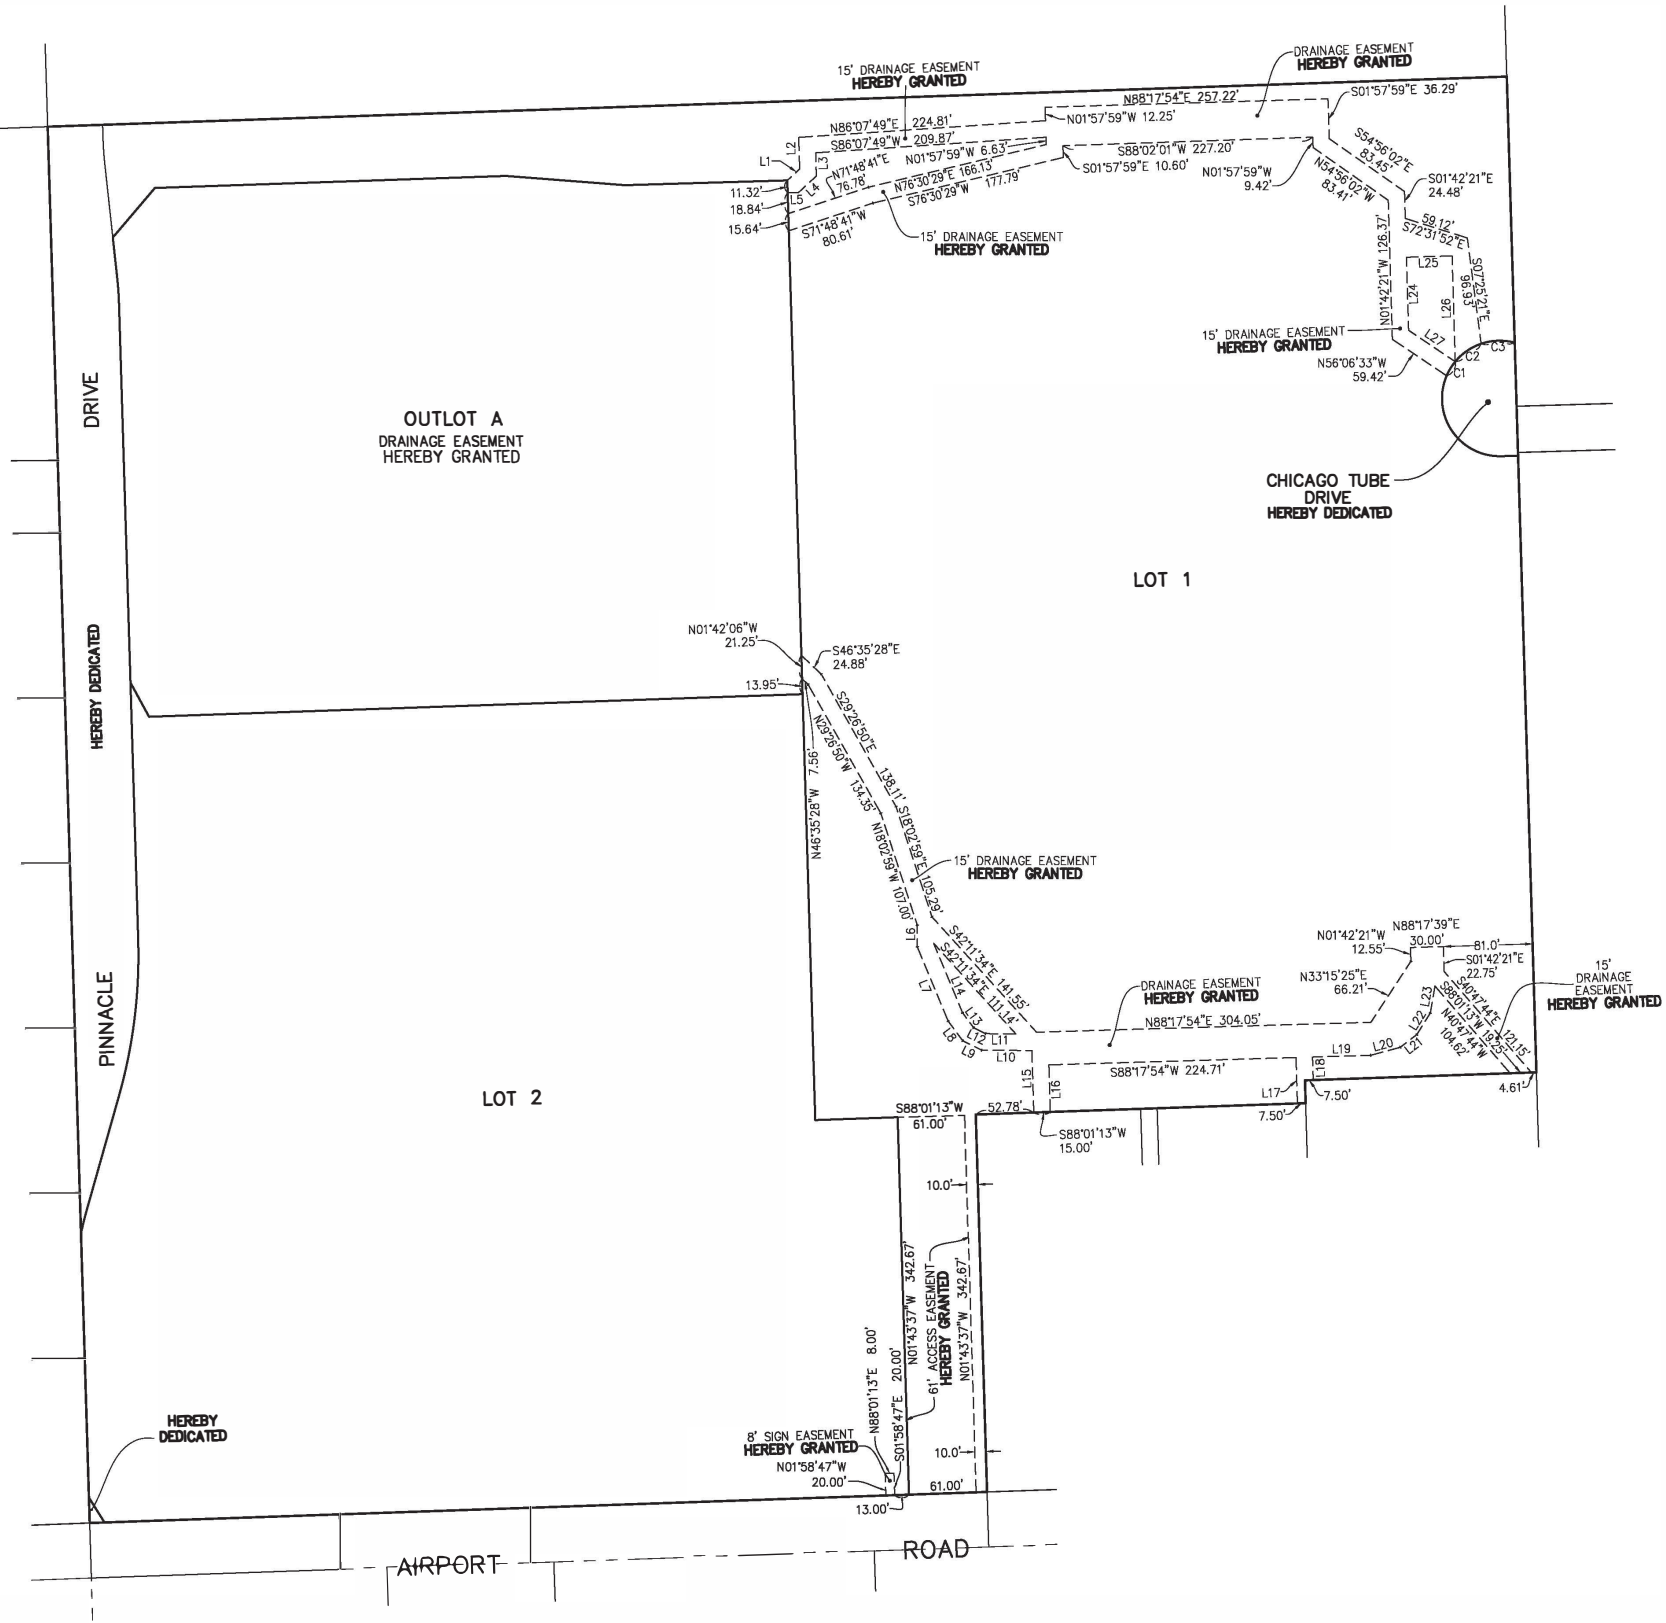 DRAINAGE EASEMENT
HEREBY GRANTED
15' DRAINAGE EASEMENT
HEREBY GRANTED
N88°17'54"E 257.22'
S01°57'59"E 36.29'
N01°57'59"W 12.25'
N86°07'49"E 224.81'
S86°07'49"W 209.87'
L2
L3
L1
L4
L5
N71°48'41"E
76.78'
N01°57'59"W 6.63'
N76°30'29"E 166.13'
S76°30'29"W 177.79'
S88°02'01"W 227.20'
S01°57'59"E 10.60'
N01°57'59"W
9.42'
S54°56'02"E
83.45'
N54°56'02"W
83.41'
S01°42'21"E
24.48'
59.12'
S72°31'52"E
11.32'
18.84'
15.64'
S71°48'41"W
80.61'
15' DRAINAGE EASEMENT
HEREBY GRANTED
N01°42'21"W 126.37'
S07°25'21"E
96.93'
L25
L24
L26
L27
15' DRAINAGE EASEMENT
HEREBY GRANTED
N56°06'33"W
59.42'
C3
C2
C1
DRIVE
OUTLOT A
DRAINAGE EASEMENT
HEREBY GRANTED
CHICAGO TUBE
DRIVE
HEREBY DEDICATED
LOT 1
HEREBY DEDICATED
N01°42'06"W
21.25'
S46°35'28"E
24.88'
13.95'
S29°26'50"E 138.11'
N29°26'50"W 134.35'
N46°35'28"W 7.56'
S18°02'59"E 105.29'
N18°02'59"W 107.00'
15' DRAINAGE EASEMENT
HEREBY GRANTED
L6
S42°11'34"E 141.55'
S42°11'34"E 111.14'
L7
L14
L13
L12
L11
L8
L9
L10
DRAINAGE EASEMENT
HEREBY GRANTED
N88°17'54"E 304.05'
N01°42'21"W
12.55'
N88°17'39"E
30.00'
81.0'
S01°42'21"E
22.75'
N33°15'25"E
66.21'
15'
DRAINAGE
EASEMENT
HEREBY GRANTED
S40°47'44"E 121.15'
S88°01'13"W 19.25'
N40°47'44"W
104.62'
L23
L22
L21
L20
L19
L18
S88°17'54"W 224.71'
L15
L16
L17
7.50'
7.50'
4.61'
PINNACLE
LOT 2
S88°01'13"W
61.00'
52.78'
S88°01'13"W
15.00'
10.0'
N01°43'37"W 342.67'
61' ACCESS EASEMENT
HEREBY GRANTED
N01°43'37"W 342.67'
N88°01'13"E 8.00'
S01°58'47"E 20.00'
8' SIGN EASEMENT
HEREBY GRANTED
N01°58'47"W
20.00'
10.0'
61.00'
13.00'
HEREBY
DEDICATED
AIRPORT
ROAD